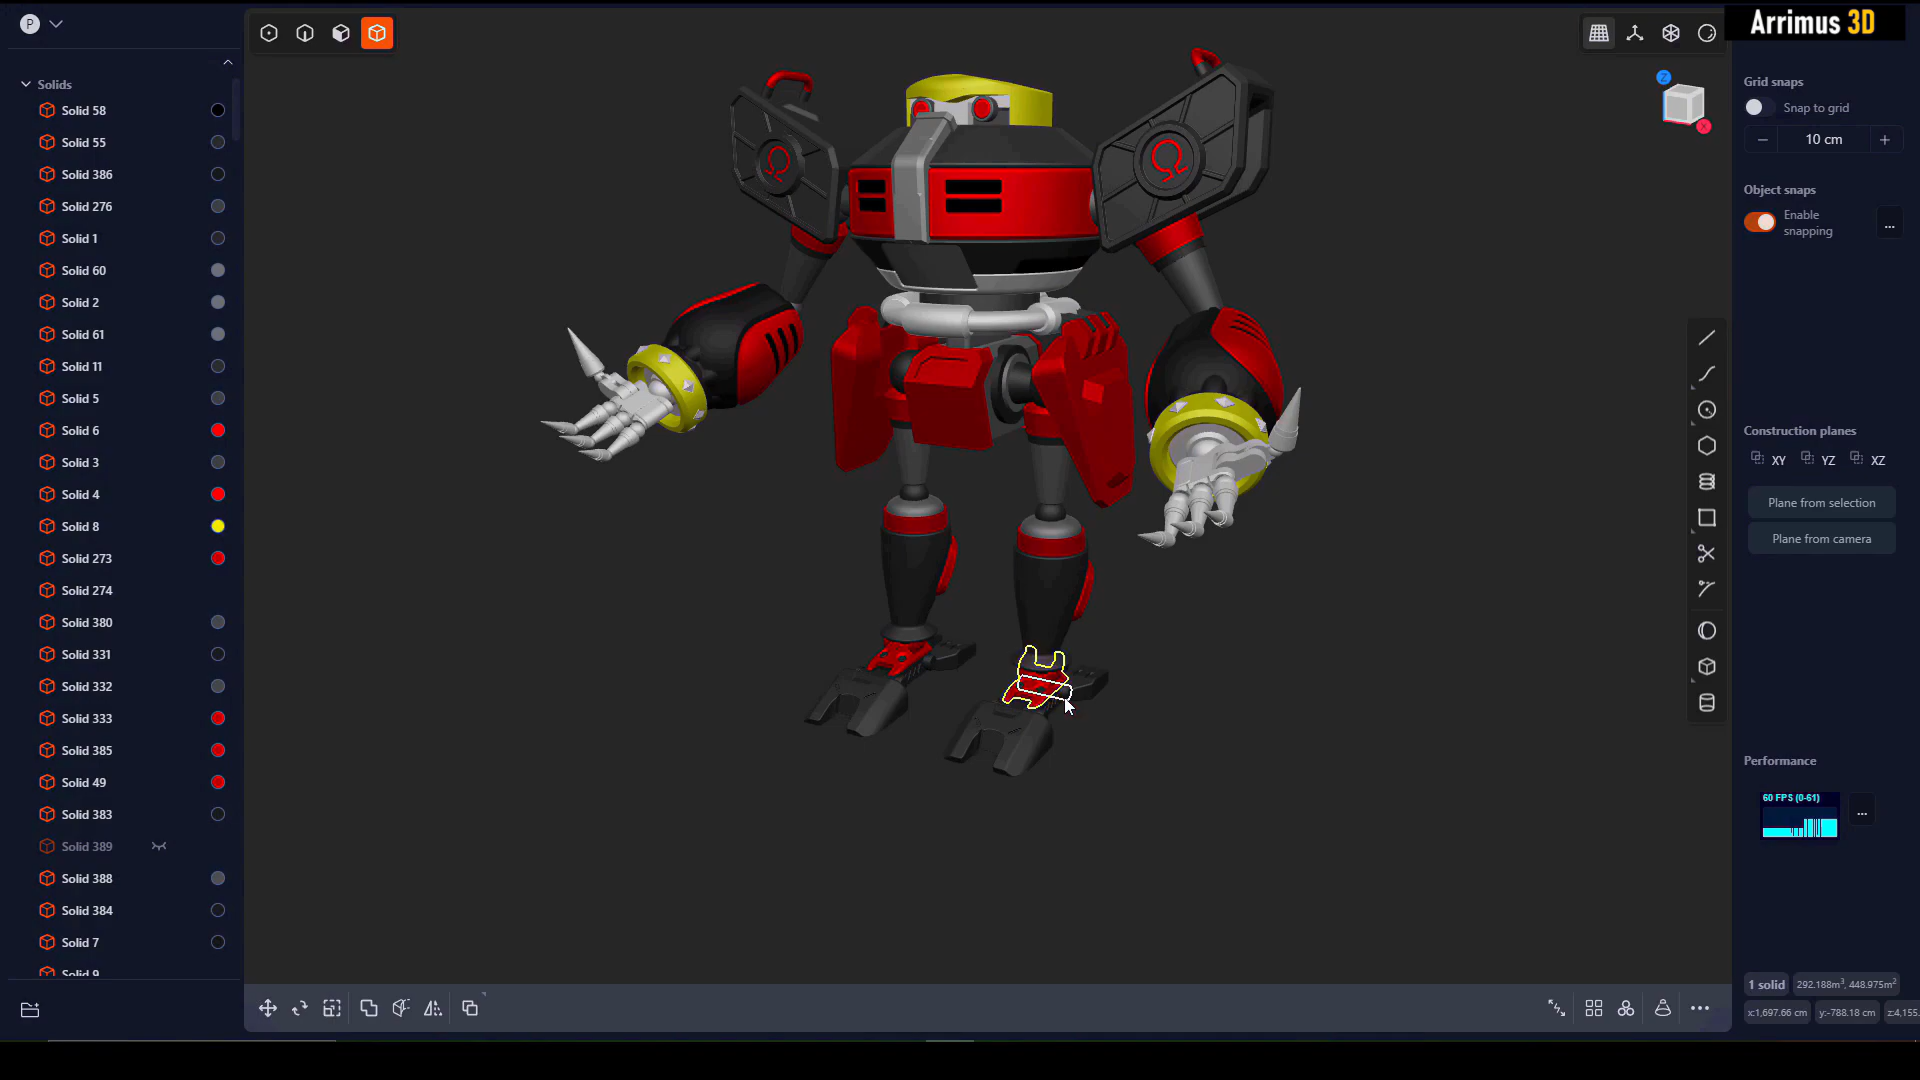 P
Arrimus 3D
Solids
Solid 58
Solid 55
Solid 386
Solid 276
Solid 1
Solid 60
Solid 2
Solid 61
Solid 11
Solid 5
Solid 6
Solid 3
Solid 4
Solid 8
Solid 273
Solid 274
Solid 380
Solid 331
Solid 332
Solid 333
Solid 385
Solid 49
Solid 383
Solid 389
Solid 388
Solid 384
Solid 7
Solid 9
Ω
Ω
Z
X
Grid snaps
Snap to grid
10 cm
Object snaps
Enable
snapping
...
Construction planes
XY YZ XZ
Plane from selection
Plane from camera
Performance
60 FPS (0-61)
...
1 solid 292.188m³, 448.975m²
x:1,697.66 cm y:-788.18 cm z:4,155.